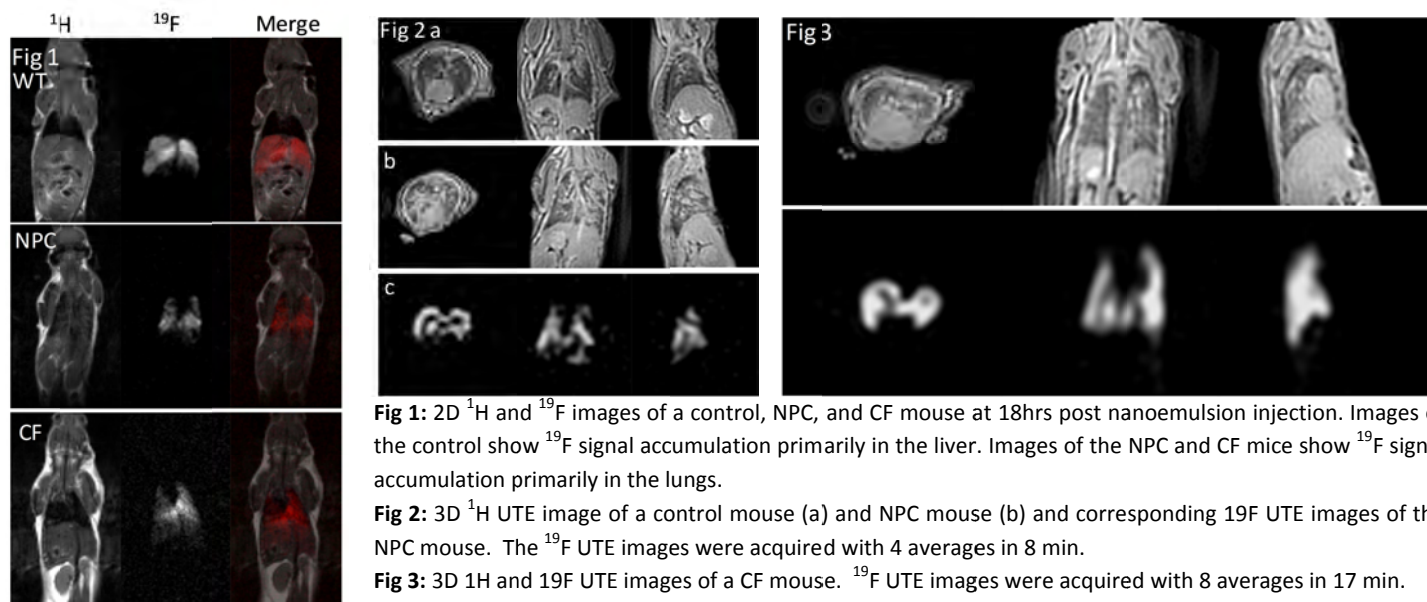 ¹H ¹⁹F Merge
Fig 1
WT
NPC
CF
Fig 2 a
b
c
Fig 3
Fig 1: 2D ¹H and ¹⁹F images of a control, NPC, and CF mouse at 18hrs post nanoemulsion injection. Images
the control show ¹⁹F signal accumulation primarily in the liver. Images of the NPC and CF mice show ¹⁹F
accumulation primarily in the lungs.
Fig 2: 3D ¹H UTE image of a control mouse (a) and NPC mouse (b) and corresponding 19F UTE images of
NPC mouse. The ¹⁹F UTE images were acquired with 4 averages in 8 min.
Fig 3: 3D 1H and 19F UTE images of a CF mouse. ¹⁹F UTE images were acquired with 8 averages in 17 min.